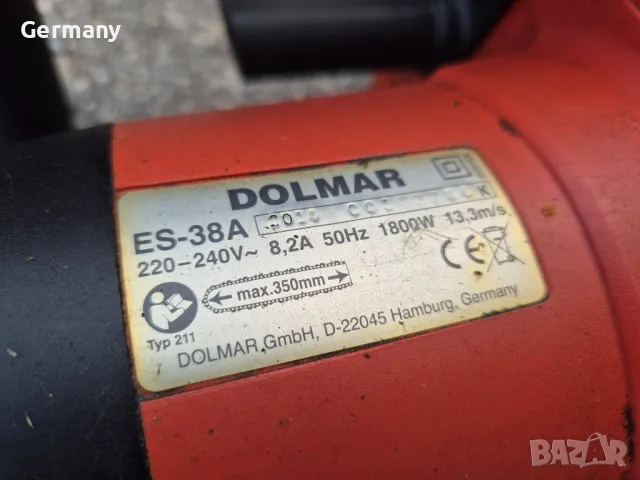 Germany
DOLMAR
ES-38A K
220-240V~ 8,2A 50Hz 1800W 13,3m/s
max.350mm
CE
Typ 211
DOLMAR GmbH, D-22045 Hamburg, Germany
BAZAR